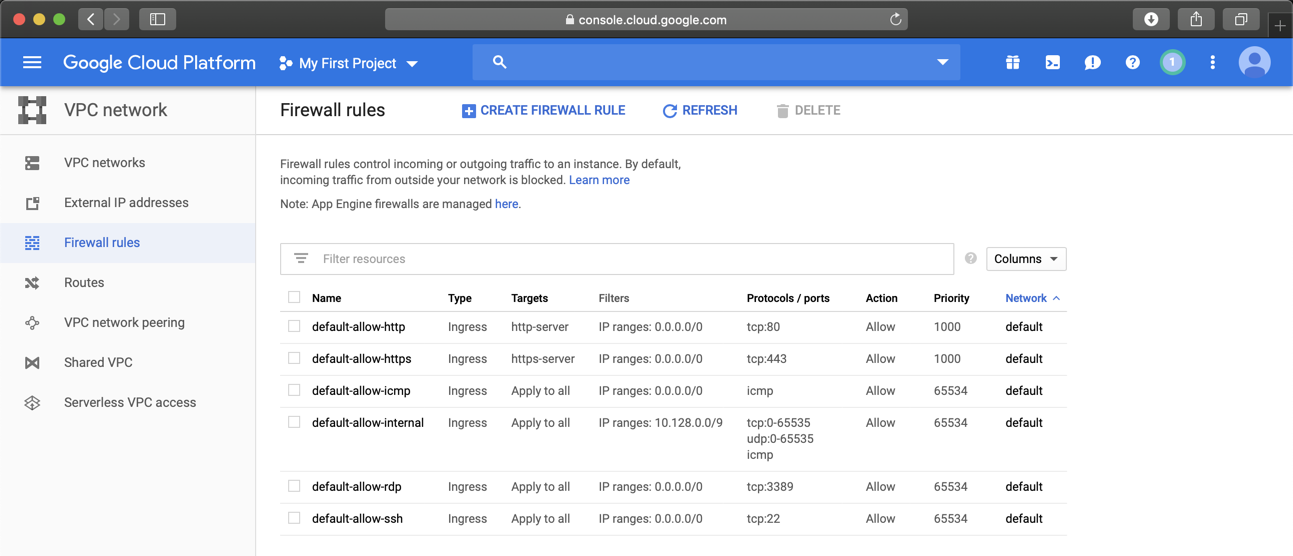 console.cloud.google.com
Google Cloud Platform My First Project 1
VPC network
VPC networks
External IP addresses
Firewall rules
Routes
VPC network peering
Shared VPC
Serverless VPC access
Firewall rules CREATE FIREWALL RULE REFRESH DELETE
Firewall rules control incoming or outgoing traffic to an instance. By default,
incoming traffic from outside your network is blocked. Learn more
Note: App Engine firewalls are managed here.
Filter resources Columns
Name Type Targets Filters Protocols / ports Action Priority Network
default-allow-http Ingress http-server IP ranges: 0.0.0.0/0 tcp:80 Allow 1000 default
default-allow-https Ingress https-server IP ranges: 0.0.0.0/0 tcp:443 Allow 1000 default
default-allow-icmp Ingress Apply to all IP ranges: 0.0.0.0/0 icmp Allow 65534 default
default-allow-internal Ingress Apply to all IP ranges: 10.128.0.0/9 tcp:0-65535 Allow 65534 default
udp:0-65535
icmp
default-allow-rdp Ingress Apply to all IP ranges: 0.0.0.0/0 tcp:3389 Allow 65534 default
default-allow-ssh Ingress Apply to all IP ranges: 0.0.0.0/0 tcp:22 Allow 65534 default